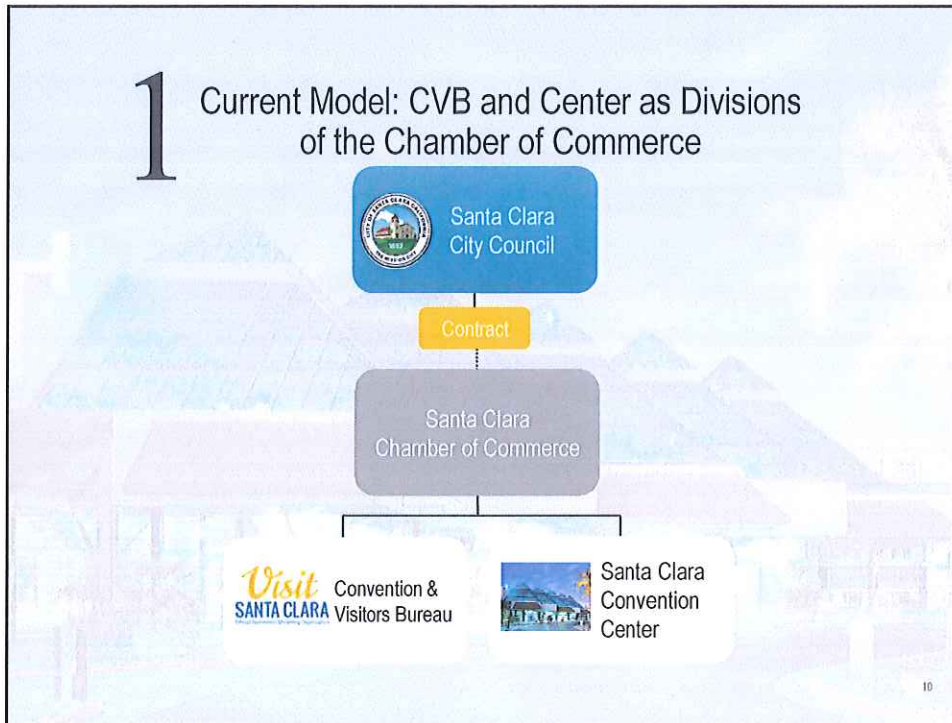 1
Current Model: CVB and Center as Divisions
of the Chamber of Commerce
Santa Clara
City Council
Contract
Santa Clara
Chamber of Commerce
Visit
SANTA CLARA
Convention &
Visitors Bureau
Santa Clara
Convention
Center
10